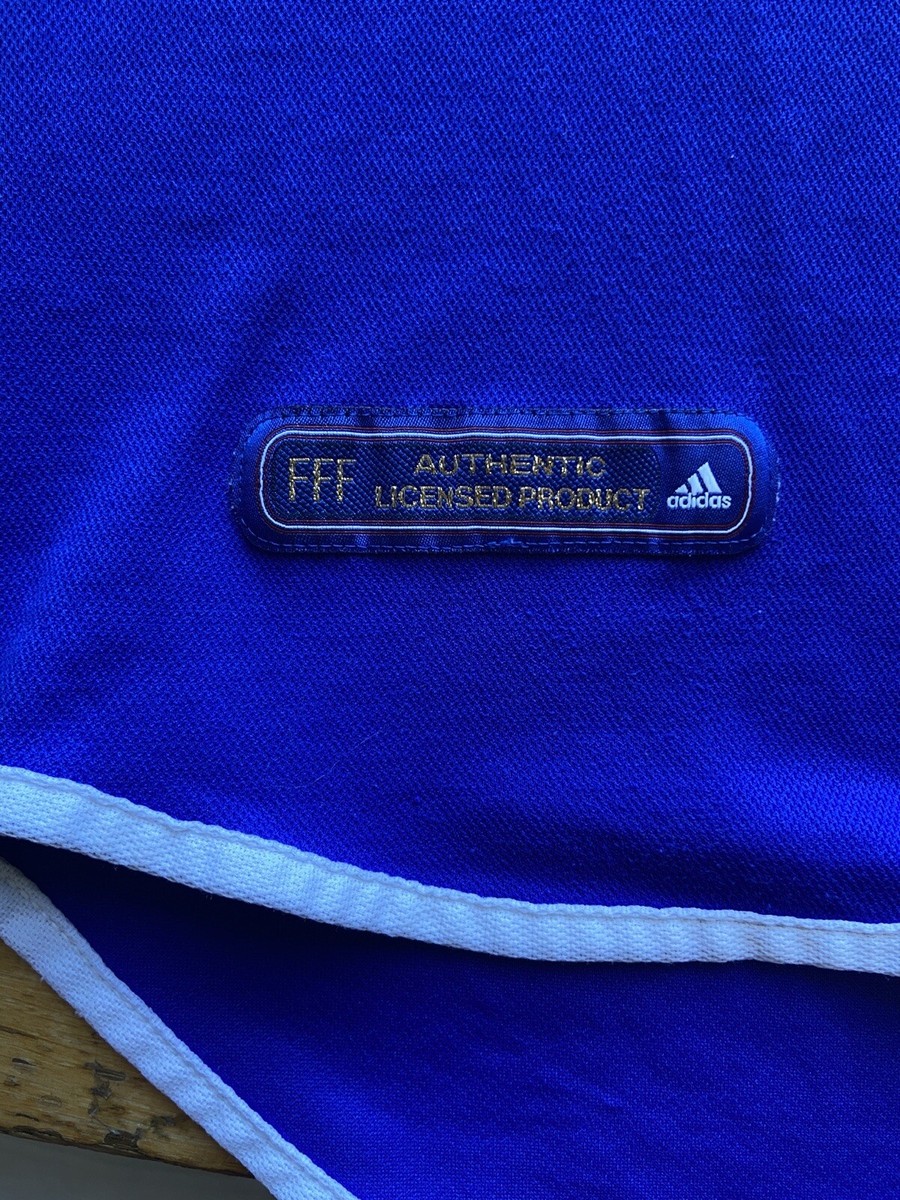 FFF
AUTHENTIC
LICENSED PRODUCT
adidas